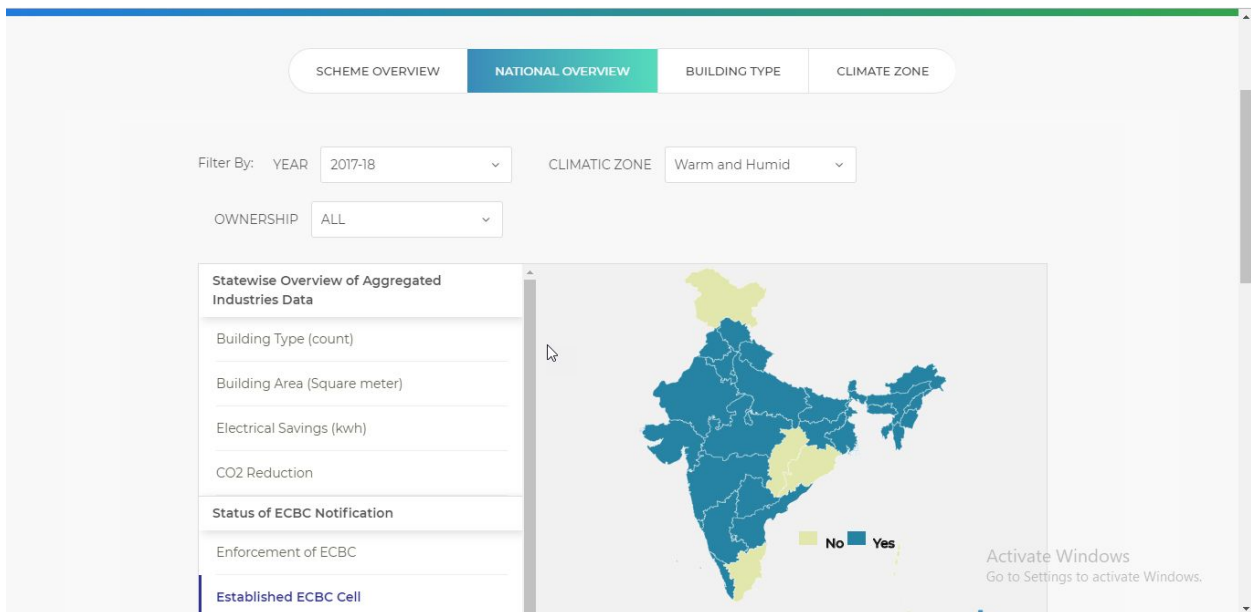 SCHEME OVERVIEW NATIONAL OVERVIEW BUILDING TYPE CLIMATE ZONE
Filter By: YEAR 2017-18 CLIMATIC ZONE Warm and Humid
OWNERSHIP ALL
Statewise Overview of Aggregated
Industries Data
Building Type (count)
Building Area (Square meter)
Electrical Savings (kwh)
CO2 Reduction
Status of ECBC Notification
Enforcement of ECBC
Established ECBC Cell
No Yes
Activate Windows
Go to Settings to activate Windows.